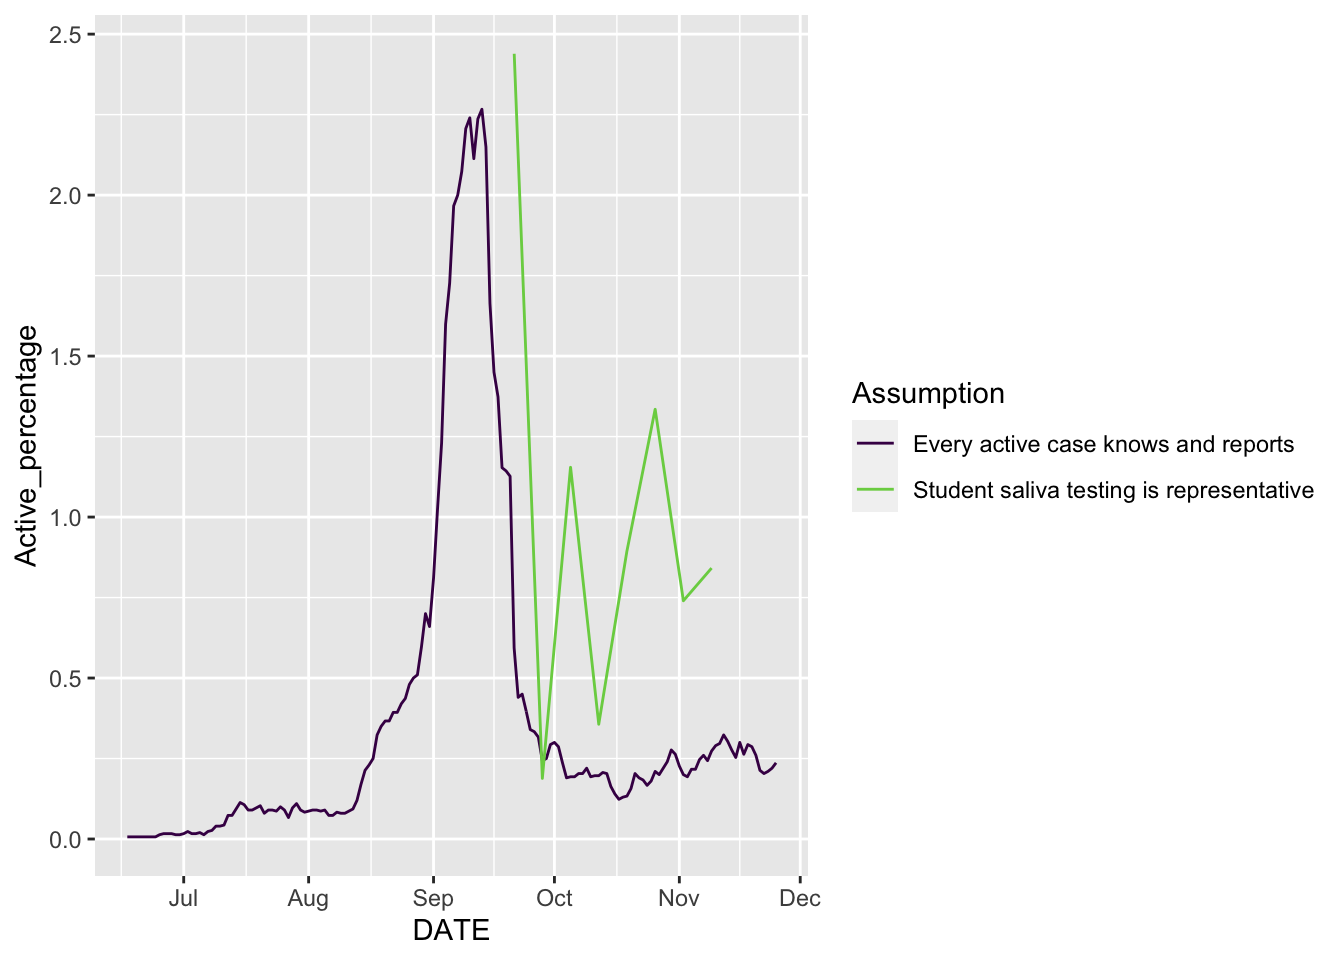 2.5
2.0
1.5
1.0
0.5
0.0
Active_percentage
Jul Aug Sep Oct Nov Dec
DATE
Assumption
Every active case knows and reports
Student saliva testing is representative